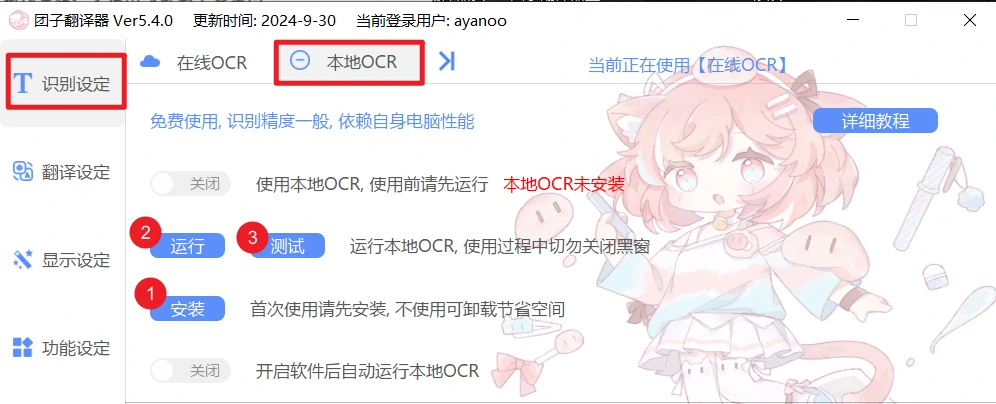 团子翻译器 Ver5.4.0 更新时间: 2024-9-30 当前登录用户: ayanoo
识别设定
在线OCR 本地OCR
当前正在使用【在线OCR】
免费使用, 识别精度一般, 依赖自身电脑性能
详细教程
翻译设定
关闭 使用本地OCR, 使用前请先运行 本地OCR未安装
2 运行 3 测试 运行本地OCR, 使用过程中切勿关闭黑窗
显示设定
1 安装 首次使用请先安装, 不使用可卸载节省空间
功能设定
关闭 开启软件后自动运行本地OCR